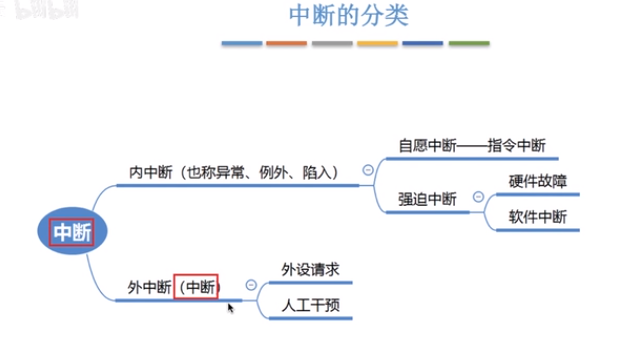 bilibili
中断的分类
中断
内中断（也称异常、例外、陷入）
自愿中断——指令中断
强迫中断
硬件故障
软件中断
外中断（中断）
外设请求
人工干预